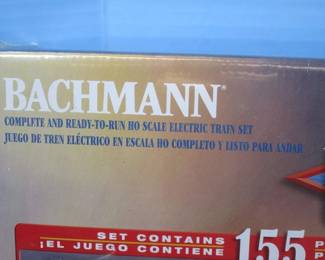 BACHMANN®
COMPLETE AND READY-TO-RUN HO SCALE ELECTRIC TRAIN SET
JUEGO DE TREN ELÉCTRICO EN ESCALA HO COMPLETO Y LISTO PARA ANDAR
SET CONTAINS
¡EL JUEGO CONTIENE
155